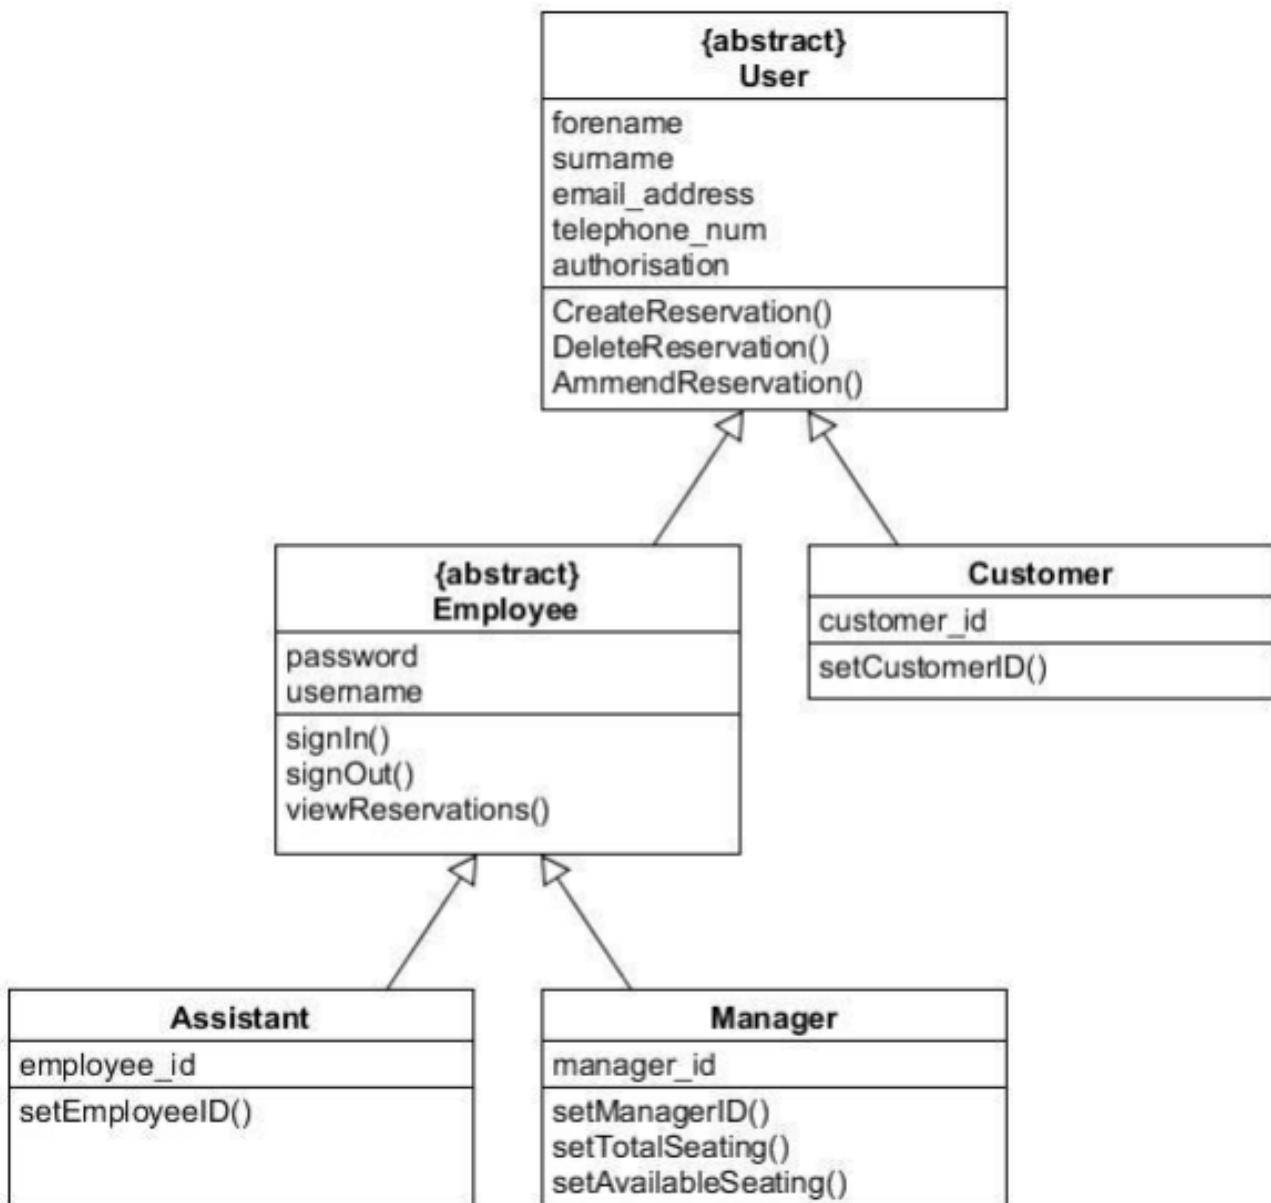 {abstract}
User
forename
surname
email_address
telephone_num
authorisation
CreateReservation()
DeleteReservation()
AmmendReservation()
{abstract}
Employee
password
username
signIn()
signOut()
viewReservations()
Customer
customer_id
setCustomerID()
Assistant
employee_id
setEmployeeID()
Manager
manager_id
setManagerID()
setTotalSeating()
setAvailableSeating()